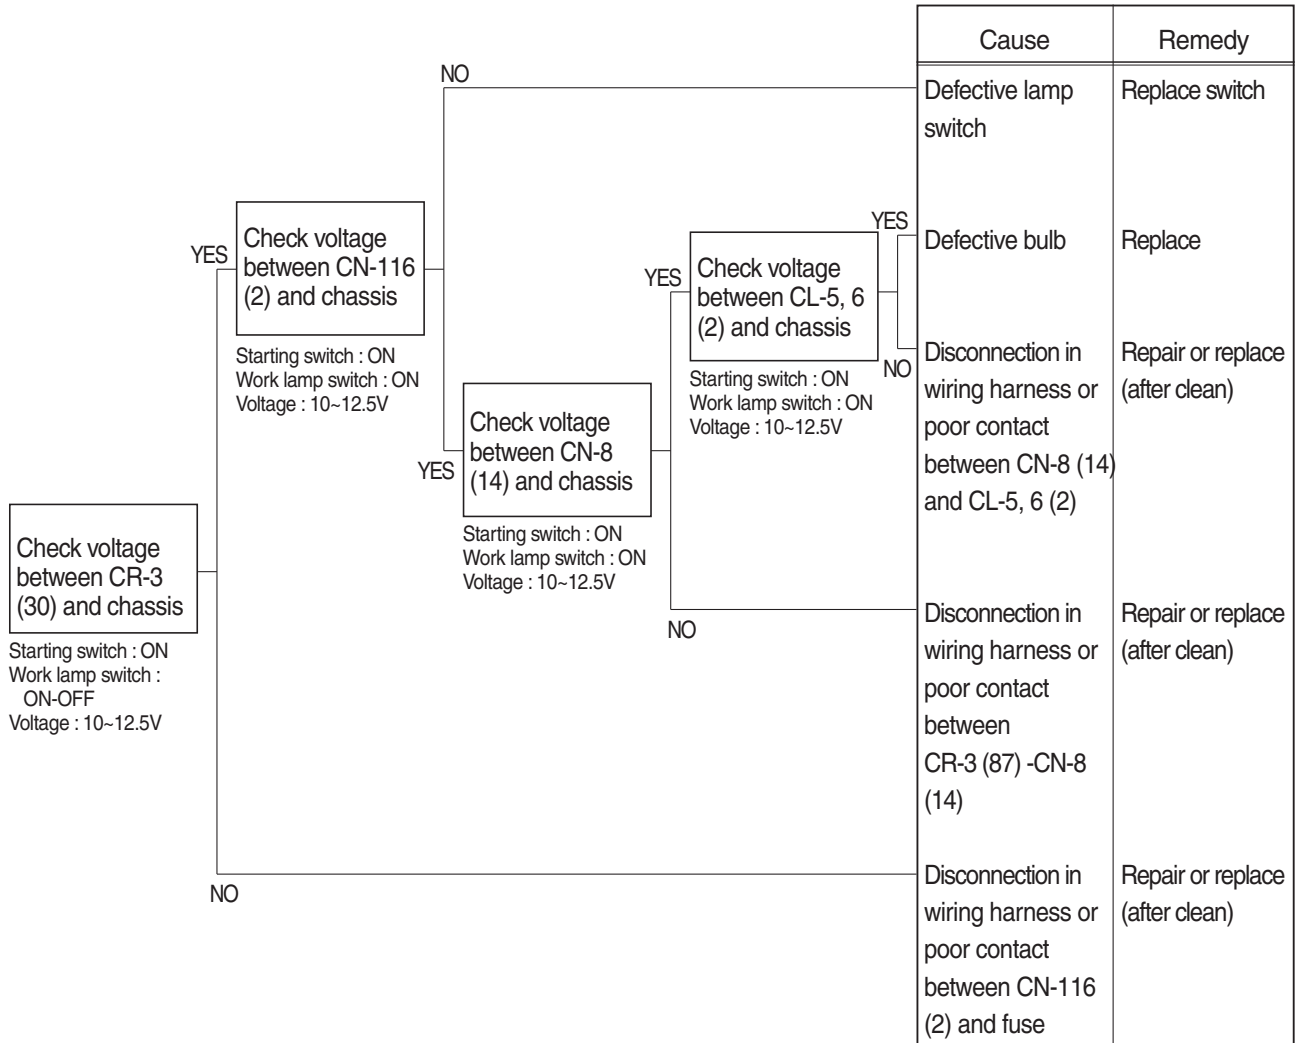 Cause
Remedy
NO
Defective lamp
switch
Replace switch
YES
Check voltage
between CN-116
(2) and chassis
Starting switch : ON
Work lamp switch : ON
Voltage : 10~12.5V
YES
Check voltage
between CL-5, 6
(2) and chassis
Starting switch : ON
Work lamp switch : ON
Voltage : 10~12.5V
YES
Defective bulb
Replace
NO
Disconnection in
wiring harness or
poor contact
between CN-8 (14)
and CL-5, 6 (2)
Repair or replace
(after clean)
YES
Check voltage
between CN-8
(14) and chassis
Starting switch : ON
Work lamp switch : ON
Voltage : 10~12.5V
Check voltage
between CR-3
(30) and chassis
Starting switch : ON
Work lamp switch :
ON-OFF
Voltage : 10~12.5V
NO
Disconnection in
wiring harness or
poor contact
between
CR-3 (87) -CN-8
(14)
Repair or replace
(after clean)
NO
Disconnection in
wiring harness or
poor contact
between CN-116
(2) and fuse
Repair or replace
(after clean)